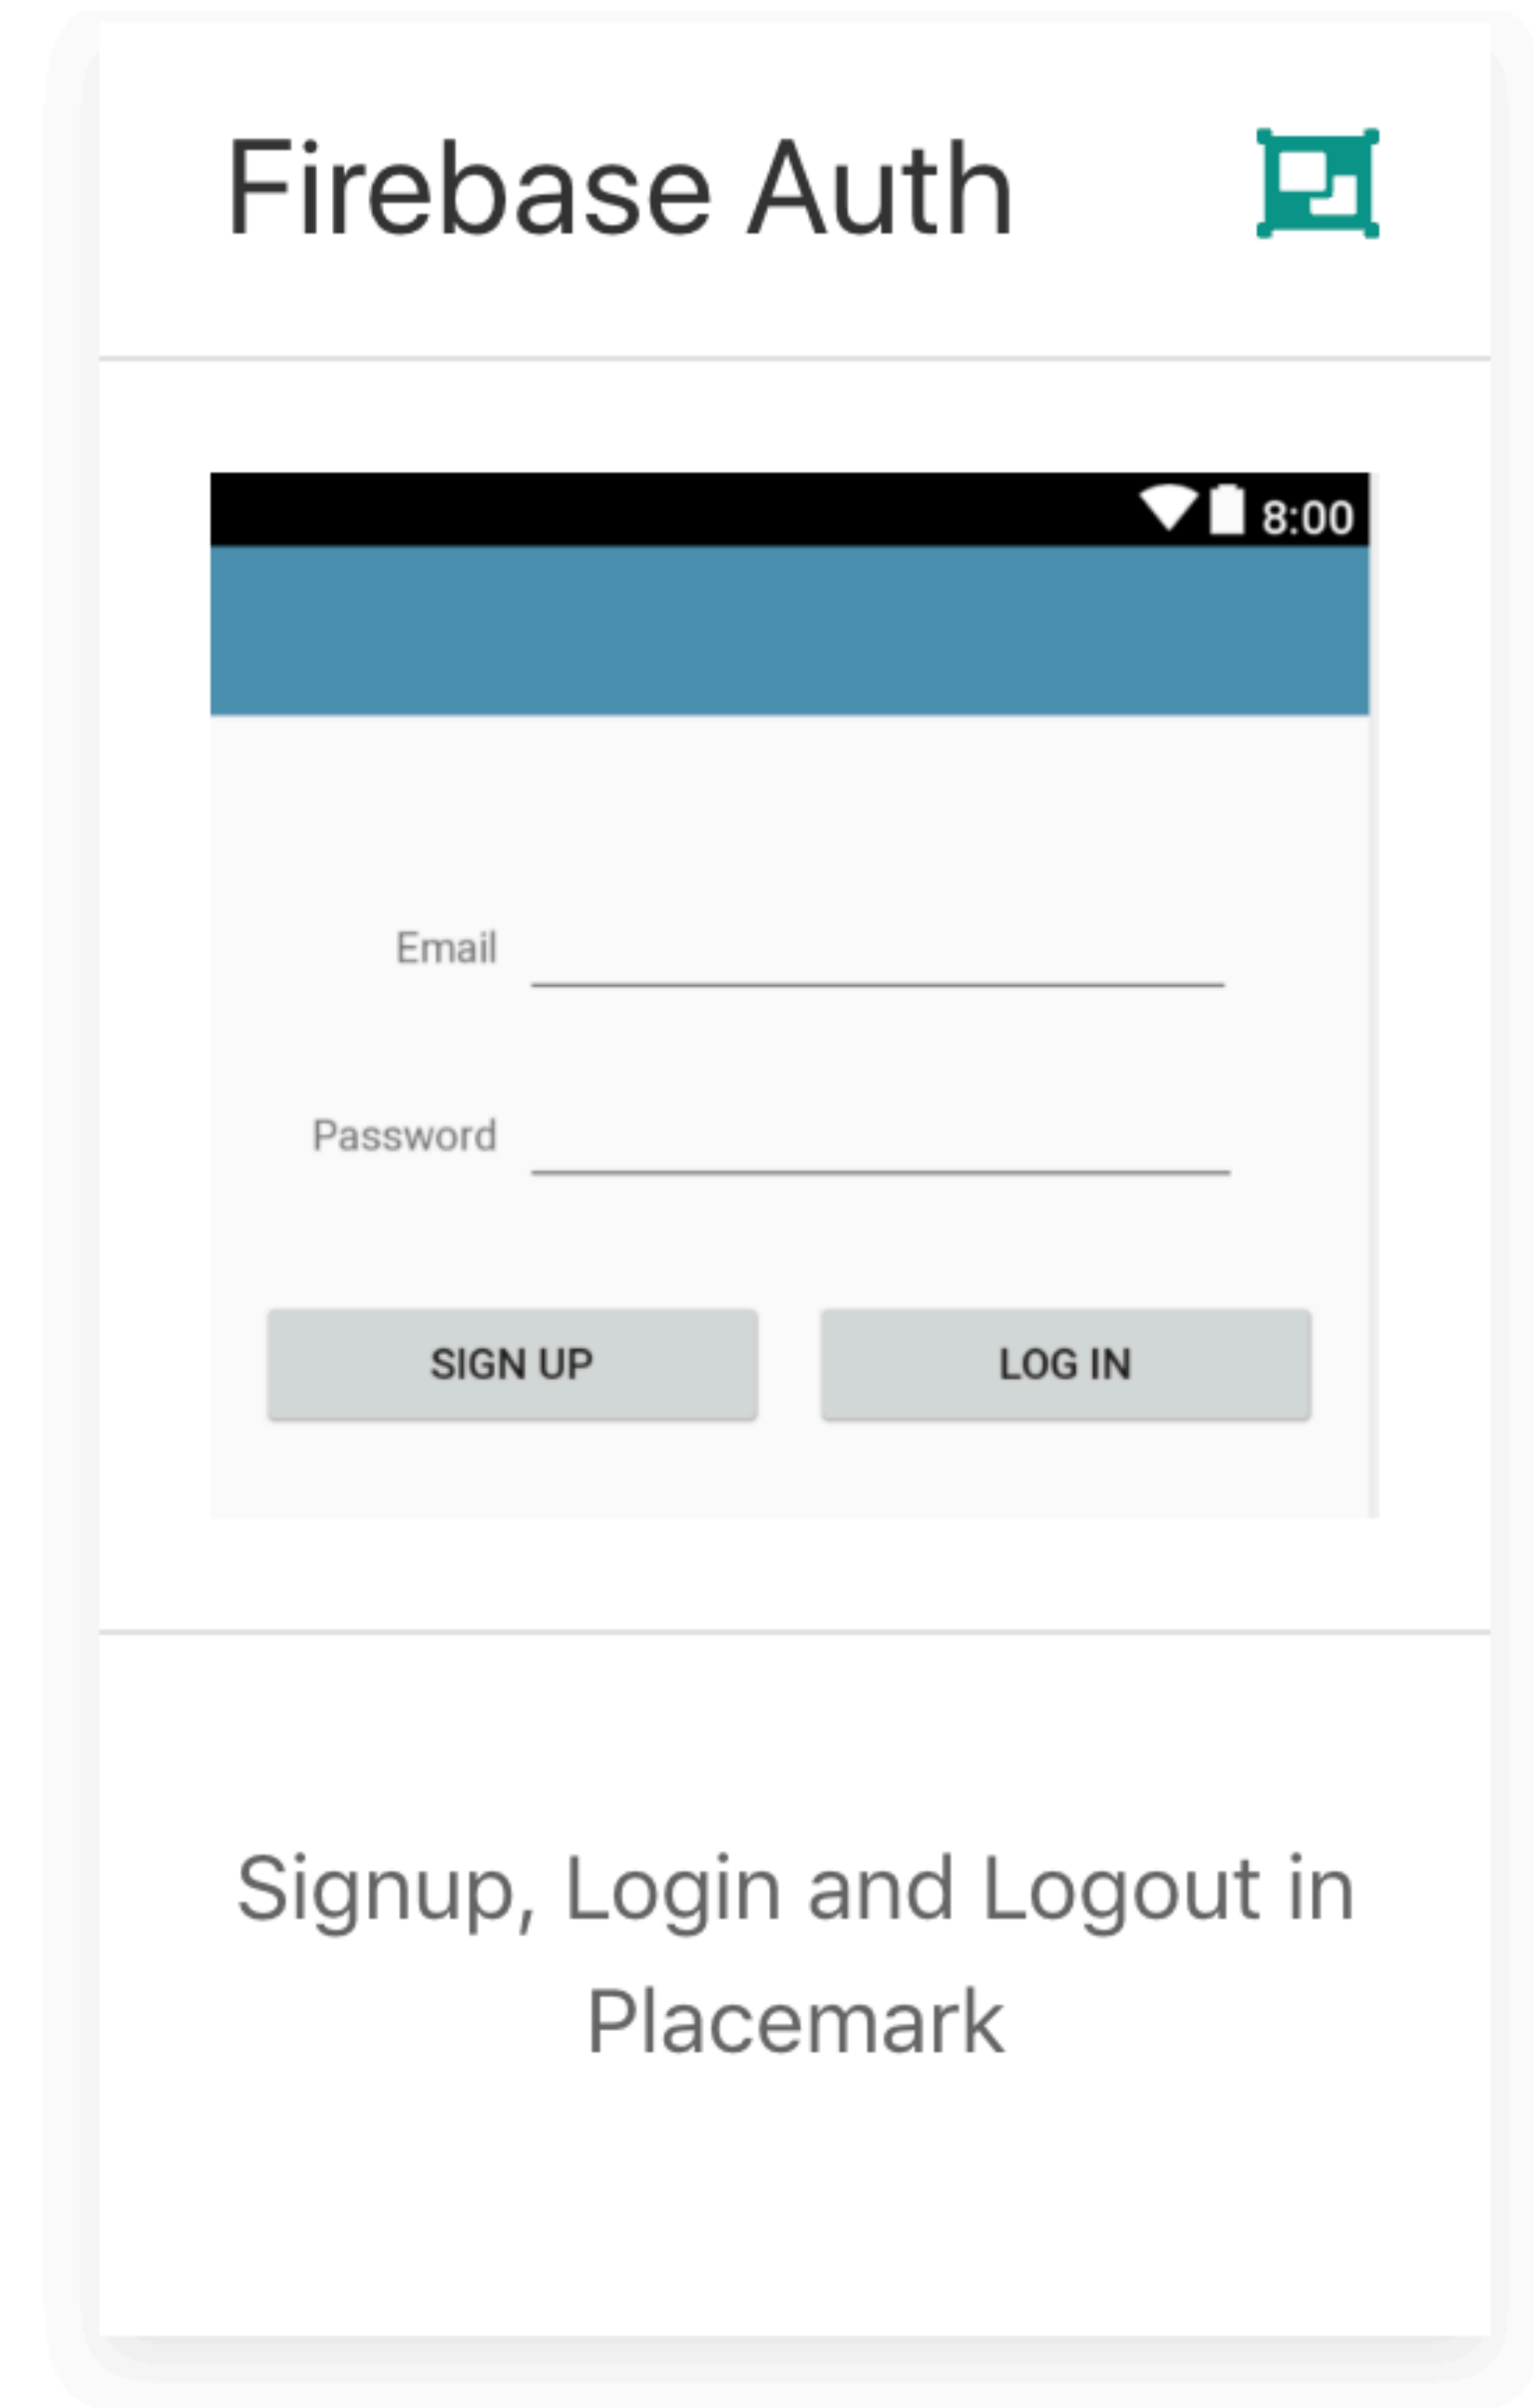 Firebase Auth
8:00
Email
Password
SIGN UP
LOG IN
Signup, Login and Logout in
Placemark